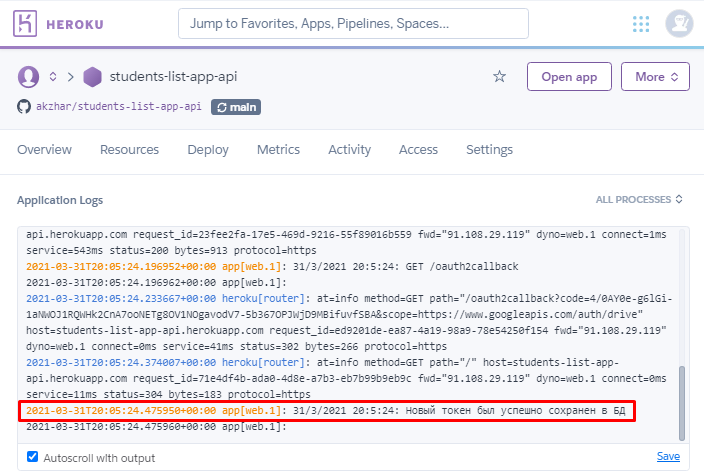 HEROKU
Jump to Favorites, Apps, Pipelines, Spaces...
students-list-app-api
Open app
More
akzhar/students-list-app-api
main
Overview
Resources
Deploy
Metrics
Activity
Access
Settings
Application Logs
ALL PROCESSES
api.herokuapp.com request_id=23fee2fa-17e5-469d-9216-55f89016b559 fwd="91.108.29.119" dyno=web.1 connect=1ms
service=543ms status=200 bytes=913 protocol=https
2021-03-31T20:05:24.196952+00:00 app[web.1]: 31/3/2021 20:5:24: GET /oauth2callback
2021-03-31T20:05:24.196962+00:00 app[web.1]:
2021-03-31T20:05:24.233667+00:00 heroku[router]: at=info method=GET path="/oauth2callback?code=4/0AY0e-g6lGi-
1aNWOJ1RQWHk2CnA7ooNETg8OV1NOgavodV7-5b367OPJWjD9MBifuvfSBA&scope=https://www.googleapis.com/auth/drive"
host=students-list-app-api.herokuapp.com request_id=ed9201de-ea87-4a19-98a9-78e54250f154 fwd="91.108.29.119"
dyno=web.1 connect=0ms service=41ms status=302 bytes=266 protocol=https
2021-03-31T20:05:24.374007+00:00 heroku[router]: at=info method=GET path="/" host=students-list-app-
api.herokuapp.com request_id=71e4df4b-ada0-4d8e-a7b3-eb7b99b9eb9c fwd="91.108.29.119" dyno=web.1 connect=0ms
service=11ms status=304 bytes=183 protocol=https
2021-03-31T20:05:24.475950+00:00 app[web.1]: 31/3/2021 20:5:24: Новый токен был успешно сохранен в БД
2021-03-31T20:05:24.475960+00:00 app[web.1]:
Autoscroll with output
Save